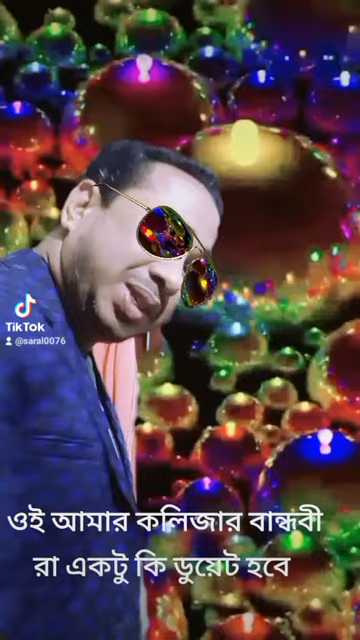 TikTok
@saral0076
ওই আমার কলিজার বান্ধবী
রা একটু কি ডুয়েট হবে